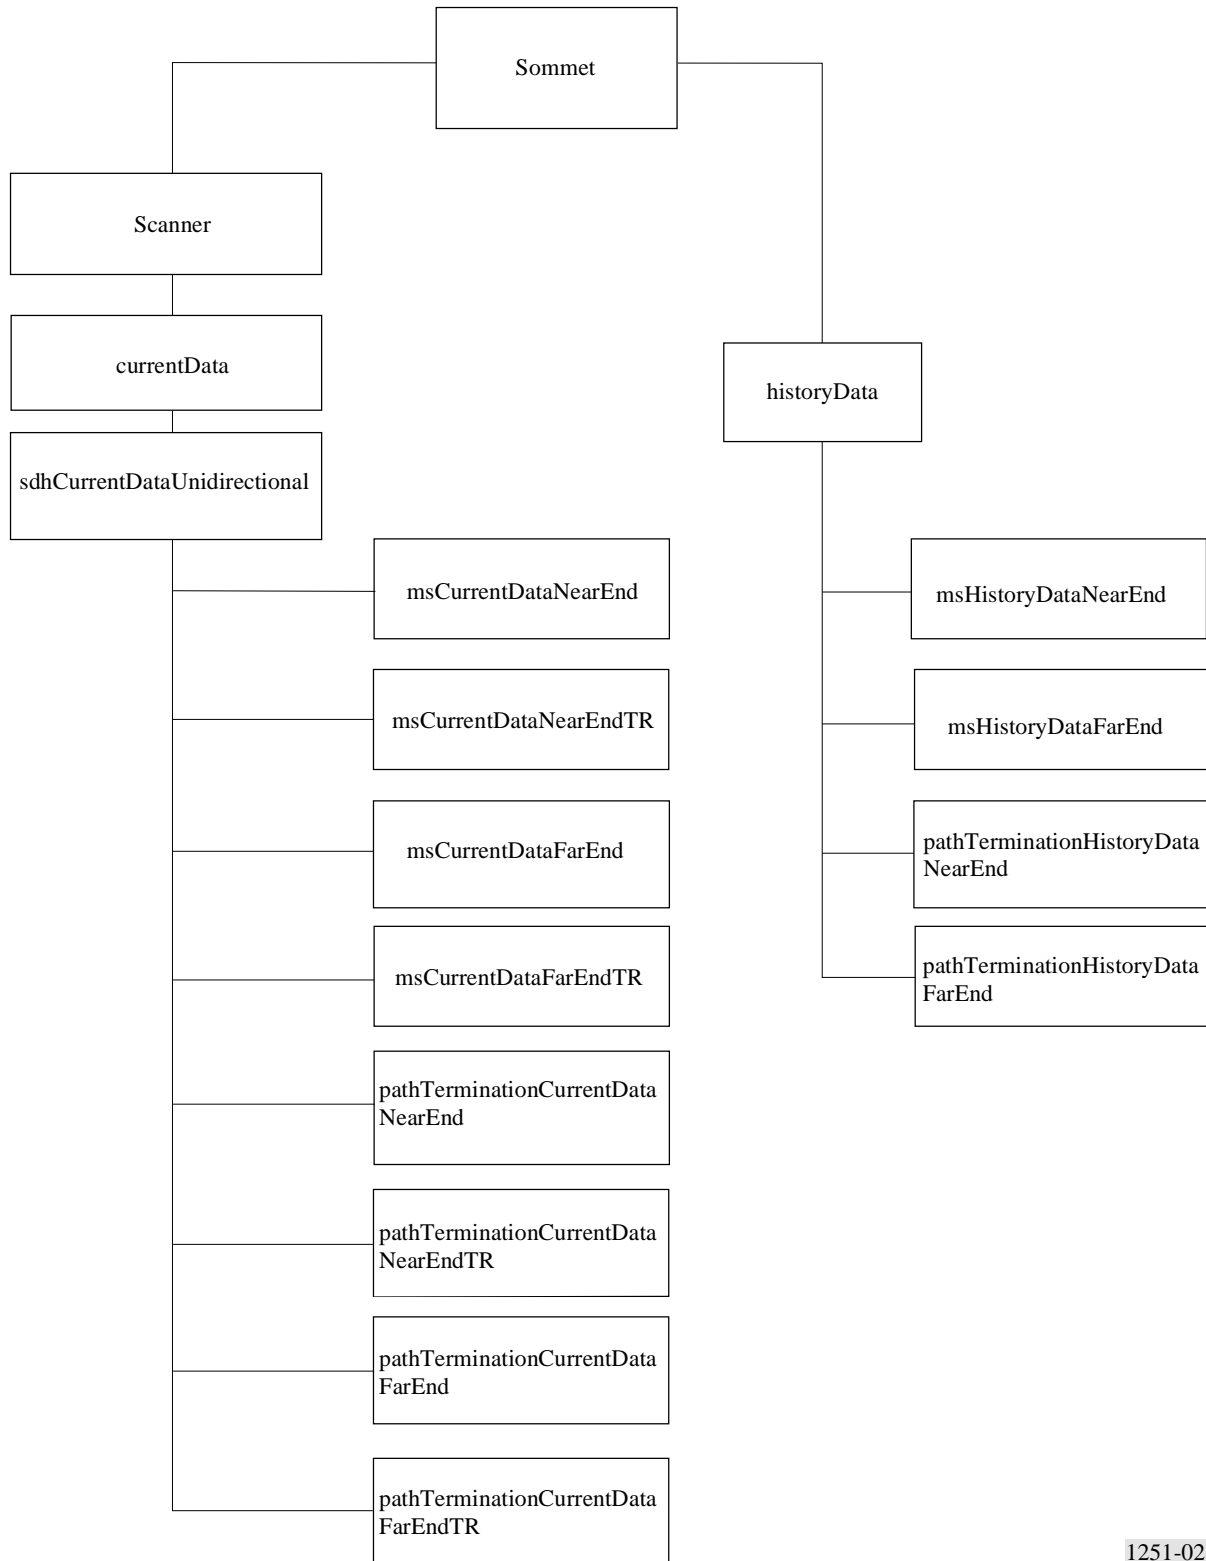 Sommet
Scanner
currentData
historyData
sdhCurrentDataUnidirectional
msCurrentDataNearEnd
msHistoryDataNearEnd
msCurrentDataNearEndTR
msHistoryDataFarEnd
msCurrentDataFarEnd
pathTerminationHistoryData
NearEnd
msCurrentDataFarEndTR
pathTerminationHistoryData
FarEnd
pathTerminationCurrentData
NearEnd
pathTerminationCurrentData
NearEndTR
pathTerminationCurrentData
FarEnd
pathTerminationCurrentData
FarEndTR
1251-02